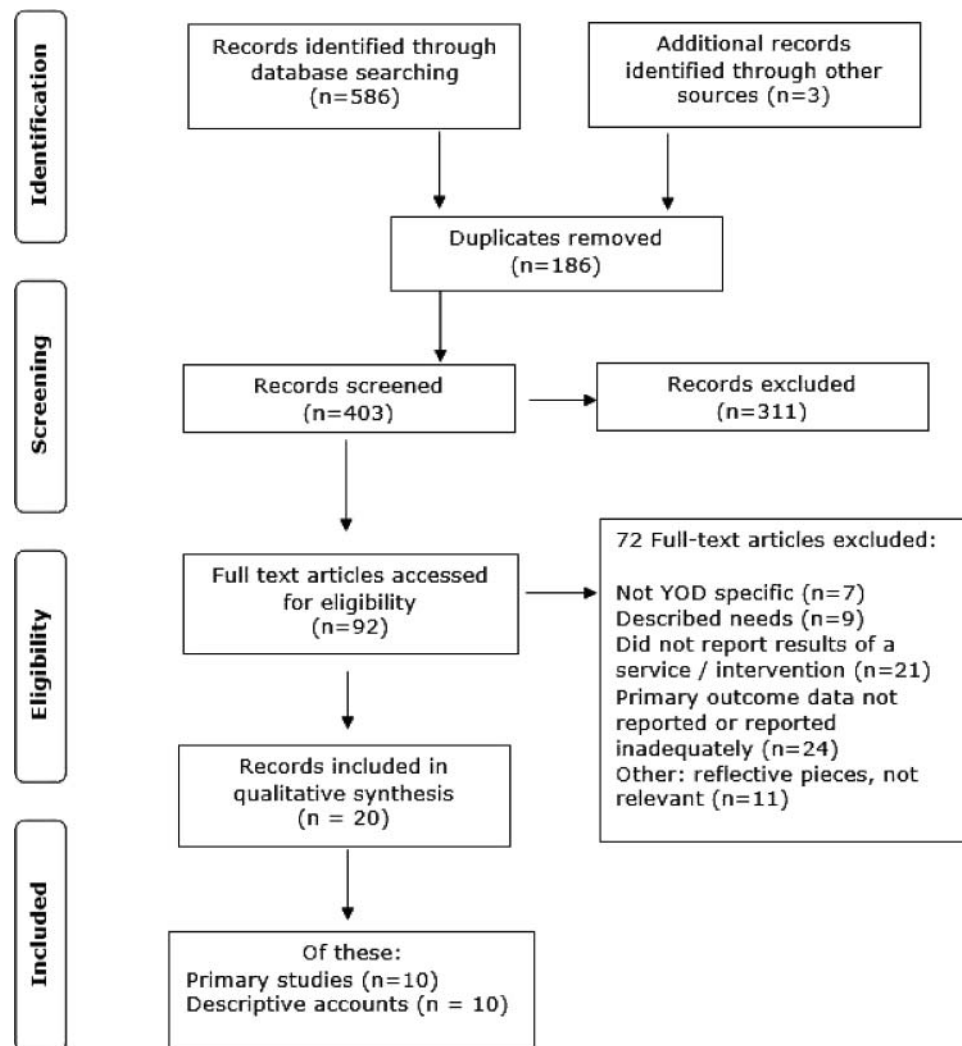 Identification
Records identified through
database searching
(n=586)
Additional records
identified through other
sources (n=3)
Duplicates removed
(n=186)
Screening
Records screened
(n=403)
Records excluded
(n=311)
Eligibility
Full text articles accessed
for eligibility
(n=92)
72 Full-text articles excluded:
Not YOD specific (n=7)
Described needs (n=9)
Did not report results of a
service / intervention (n=21)
Primary outcome data not
reported or reported
inadequately (n=24)
Other: reflective pieces, not
relevant (n=11)
Records included in
qualitative synthesis
(n = 20)
Included
Of these:
Primary studies (n=10)
Descriptive accounts (n = 10)